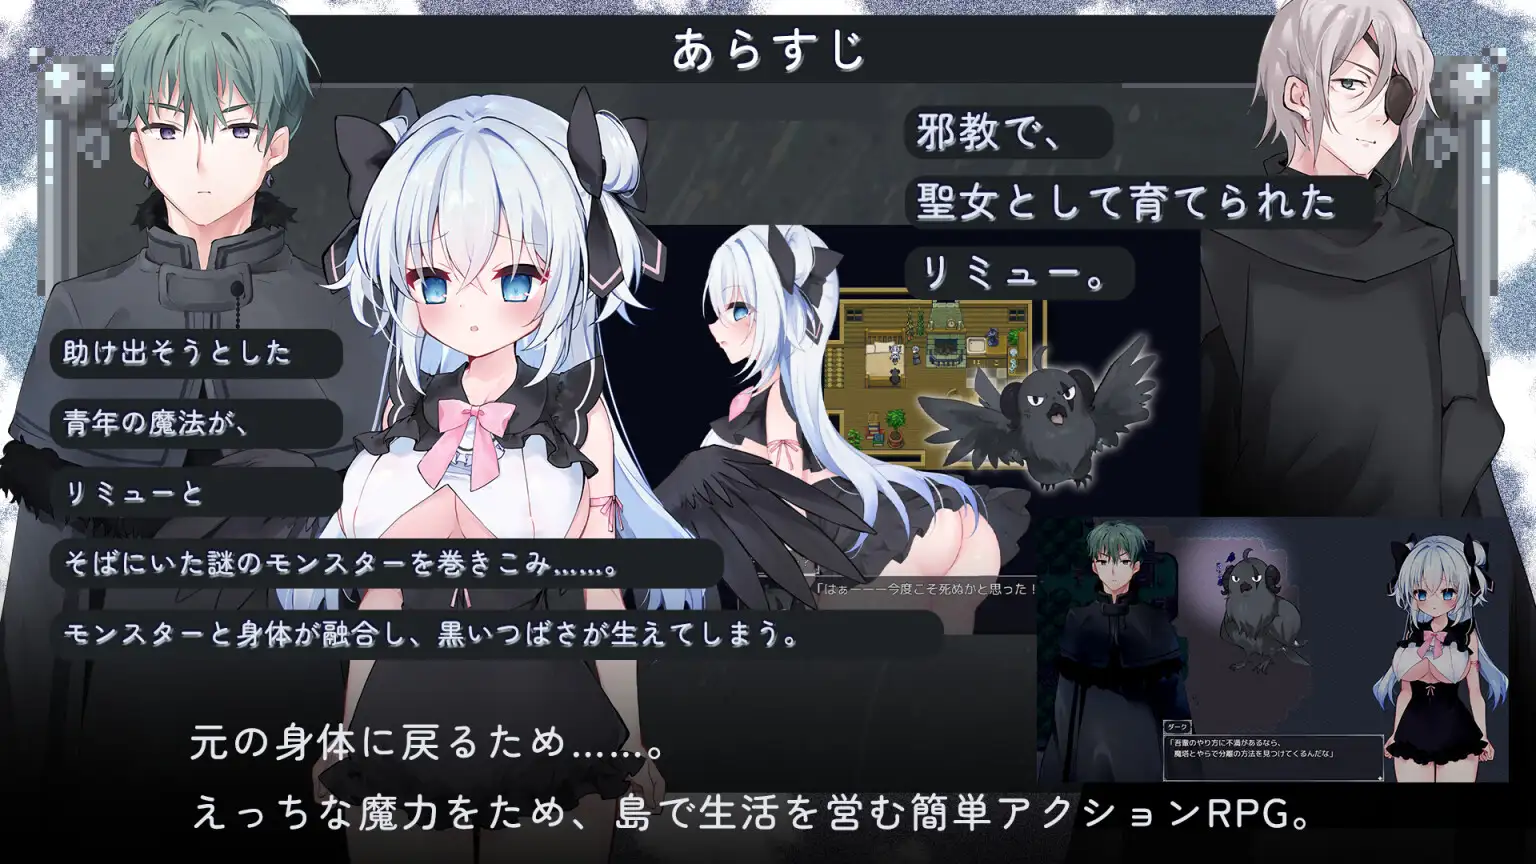 あらすじ
邪教で、
聖女として育てられた
リミュー。
助け出そうとした
青年の魔法が、
リミューと
そばにいた謎のモンスターを巻きこみ……。
モンスターと身体が融合し、黒いつばさが生えてしまう。
「はぁーーー今度こそ死ぬかと思った！
ダーク
「吾輩のやり方に不満があるなら、
魔塔とやらで分離の方法を見つけてくるんだな」
元の身体に戻るため……。
えっちな魔力をため、島で生活を営む簡単アクションRPG。